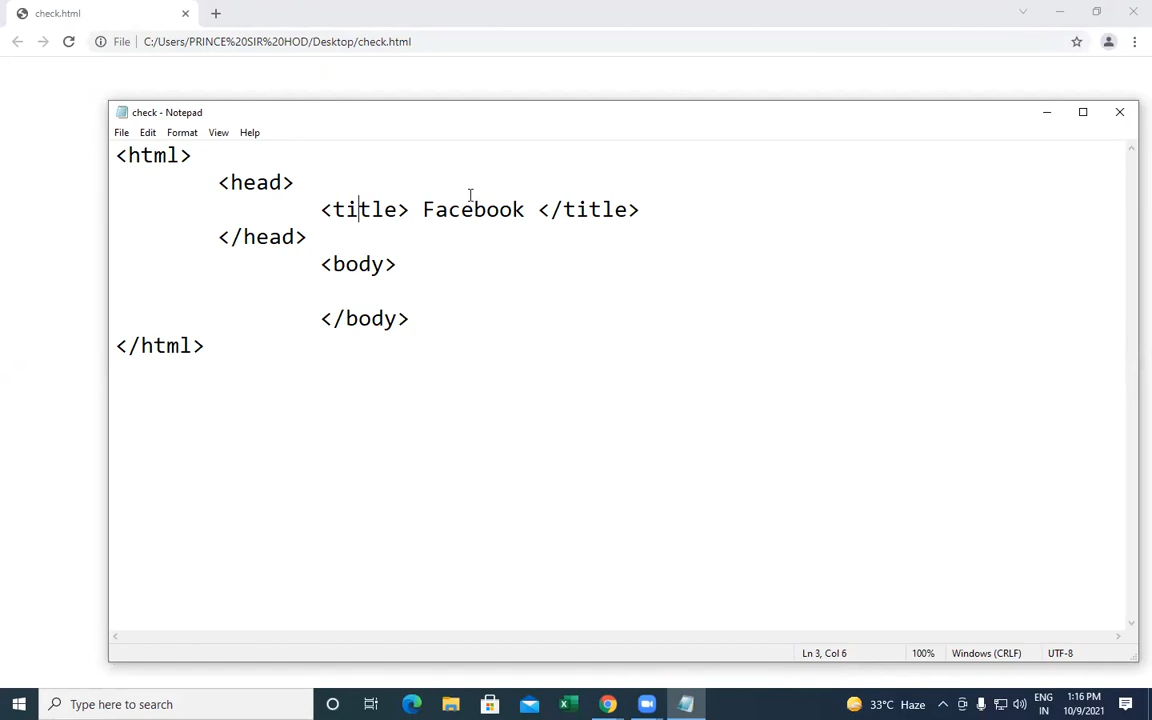 check.html
File C:/Users/PRINCE%20SIR%20HOD/Desktop/check.html
check - Notepad
File Edit Format View Help
<html>
<head>
<title> Facebook </title>
</head>
<body>
</body>
</html>
Ln 3, Col 6 100% Windows (CRLF) UTF-8
Type here to search
33°C Haze
ENG
IN
1:16 PM
10/9/2021